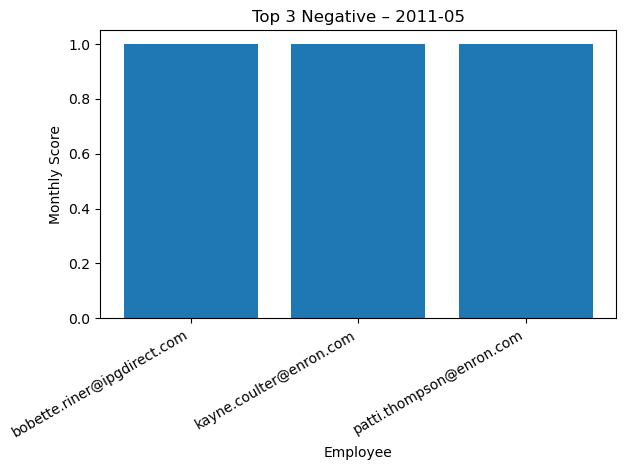 Top 3 Negative – 2011-05
Monthly Score
1.0
0.8
0.6
0.4
0.2
0.0
bobette.riner@ipgdirect.com
kayne.coulter@enron.com
patti.thompson@enron.com
Employee